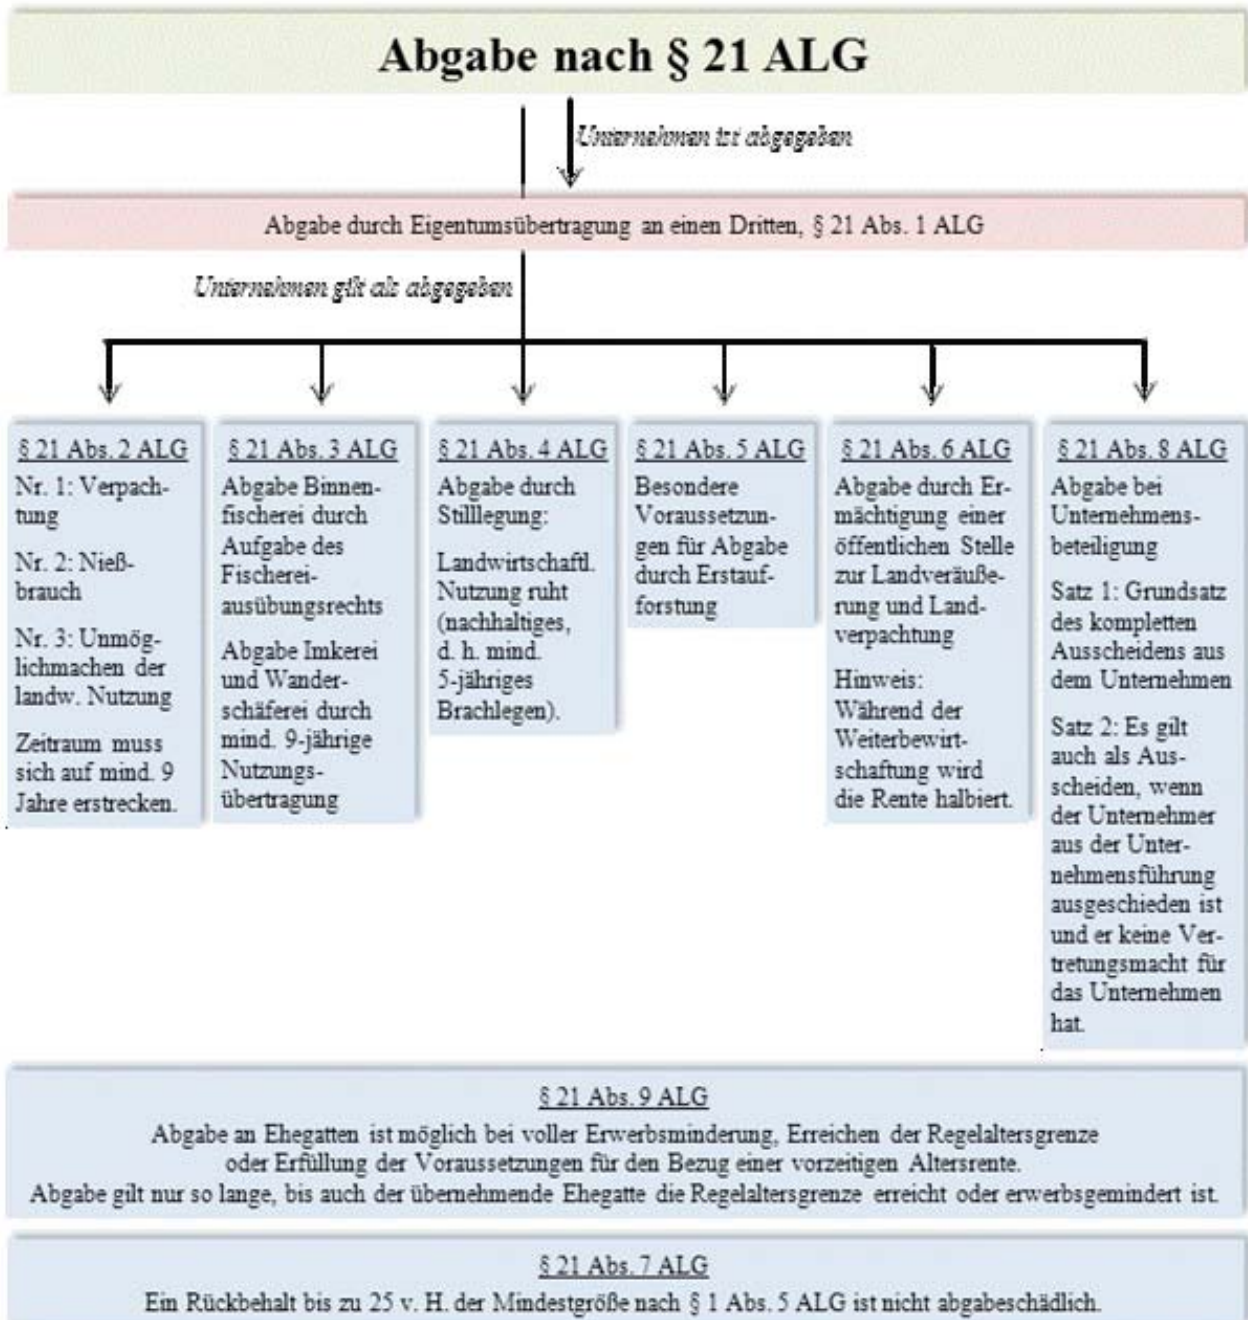 Abgabe nach § 21 ALG
Unternehmen ist abgegeben
Abgabe durch Eigentumsübertragung an einen Dritten, § 21 Abs. 1 ALG
Unternehmen gilt als abgegeben
§ 21 Abs. 2 ALG
Nr. 1: Verpach-
tung
Nr. 2: Nieß-
brauch
Nr. 3: Unmög-
lichmachen der
landw. Nutzung
Zeitraum muss
sich auf mind. 9
Jahre erstrecken.
§ 21 Abs. 3 ALG
Abgabe Binnen-
fischerei durch
Aufgabe des
Fischerei-
ausübungsrechts
Abgabe Imkerei
und Wander-
schäferei durch
mind. 9-jährige
Nutzungs-
übertragung
§ 21 Abs. 4 ALG
Abgabe durch
Stilllegung:
Landwirtschaftl.
Nutzung ruht
(nachhaltiges,
d. h. mind.
5-jähriges
Brachlegen).
§ 21 Abs. 5 ALG
Besondere
Voraussetzun-
gen für Abgabe
durch Erstauf-
forstung
§ 21 Abs. 6 ALG
Abgabe durch Er-
mächtigung einer
öffentlichen Stelle
zur Landveräuße-
rung und Land-
verpachtung
Hinweis:
Während der
Weiterbewirt-
schaftung wird
die Rente halbiert.
§ 21 Abs. 8 ALG
Abgabe bei
Unternehmens-
beteiligung
Satz 1: Grundsatz
des kompletten
Ausscheidens aus
dem Unternehmen
Satz 2: Es gilt
auch als Aus-
scheiden, wenn
der Unternehmer
aus der Unter-
nehmensführung
ausgeschieden ist
und er keine Ver-
tretungsmacht für
das Unternehmen
hat.
§ 21 Abs. 9 ALG
Abgabe an Ehegatten ist möglich bei voller Erwerbsminderung, Erreichen der Regelaltersgrenze
oder Erfüllung der Voraussetzungen für den Bezug einer vorzeitigen Altersrente.
Abgabe gilt nur so lange, bis auch der übernehmende Ehegatte die Regelaltersgrenze erreicht oder erwerbsgemindert ist.
§ 21 Abs. 7 ALG
Ein Rückbehalt bis zu 25 v. H. der Mindestgröße nach § 1 Abs. 5 ALG ist nicht abgabeschädlich.